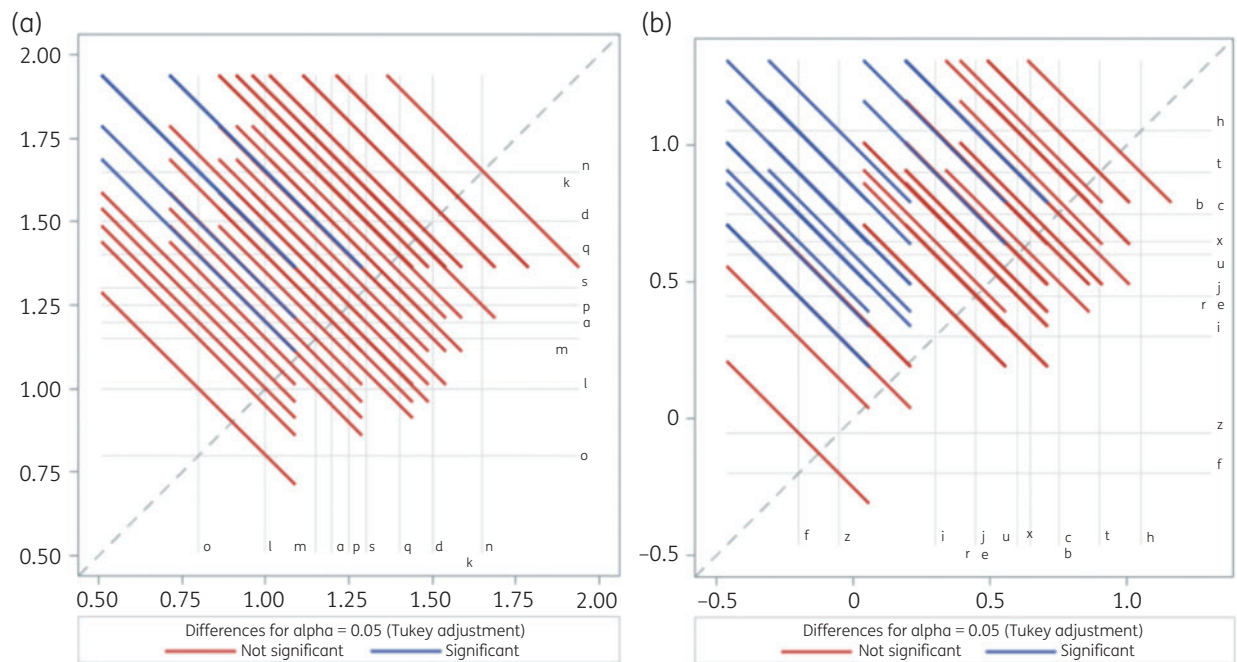 (a)
2.00
1.75
1.50
1.25
1.00
0.75
0.50
n
k
d
q
s
p
a
m
l
o
o l m a p s q d n
k
0.50 0.75 1.00 1.25 1.50 1.75 2.00
Differences for alpha = 0.05 (Tukey adjustment)
Not significant Significant
(b)
1.0
0.5
0
–0.5
h
t
b c
x
u
j
r e
i
z
f
f z i j u x c t h
r e b
–0.5 0 0.5 1.0
Differences for alpha = 0.05 (Tukey adjustment)
Not significant Significant